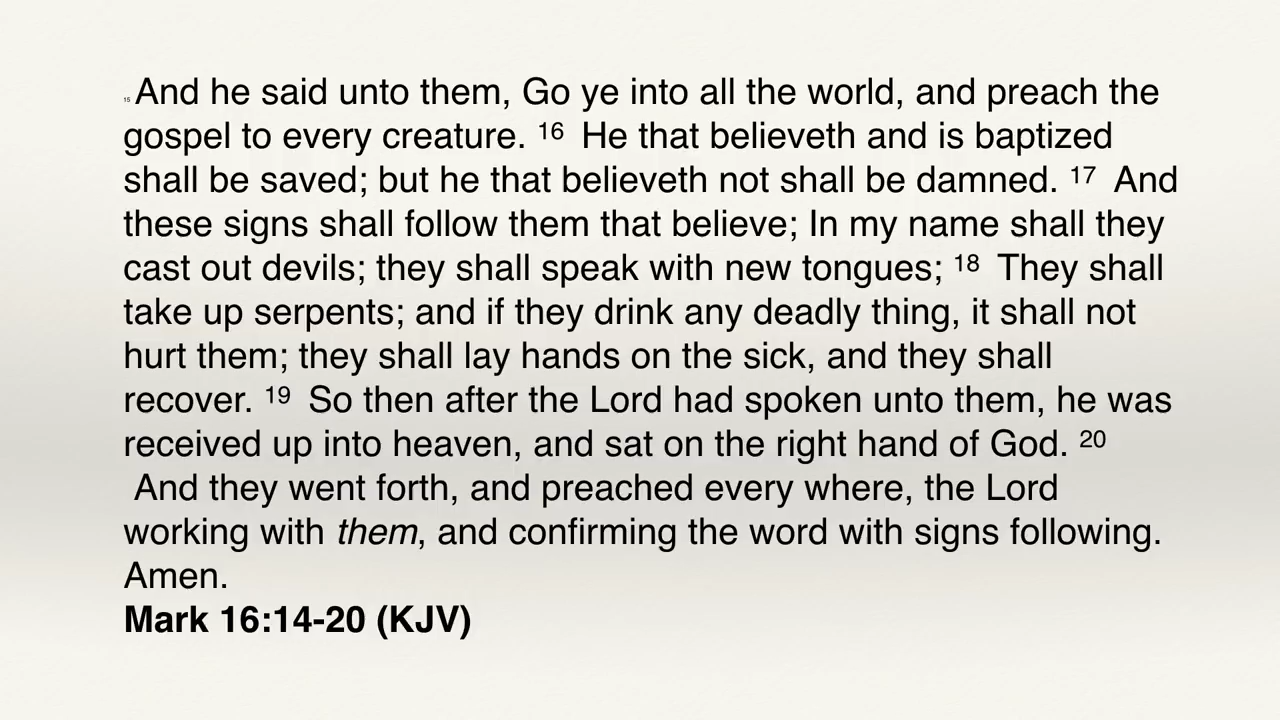 15 And he said unto them, Go ye into all the world, and preach the
gospel to every creature. 16 He that believeth and is baptized
shall be saved; but he that believeth not shall be damned. 17 And
these signs shall follow them that believe; In my name shall they
cast out devils; they shall speak with new tongues; 18 They shall
take up serpents; and if they drink any deadly thing, it shall not
hurt them; they shall lay hands on the sick, and they shall
recover. 19 So then after the Lord had spoken unto them, he was
received up into heaven, and sat on the right hand of God. 20
And they went forth, and preached every where, the Lord
working with them, and confirming the word with signs following.
Amen.
Mark 16:14-20 (KJV)